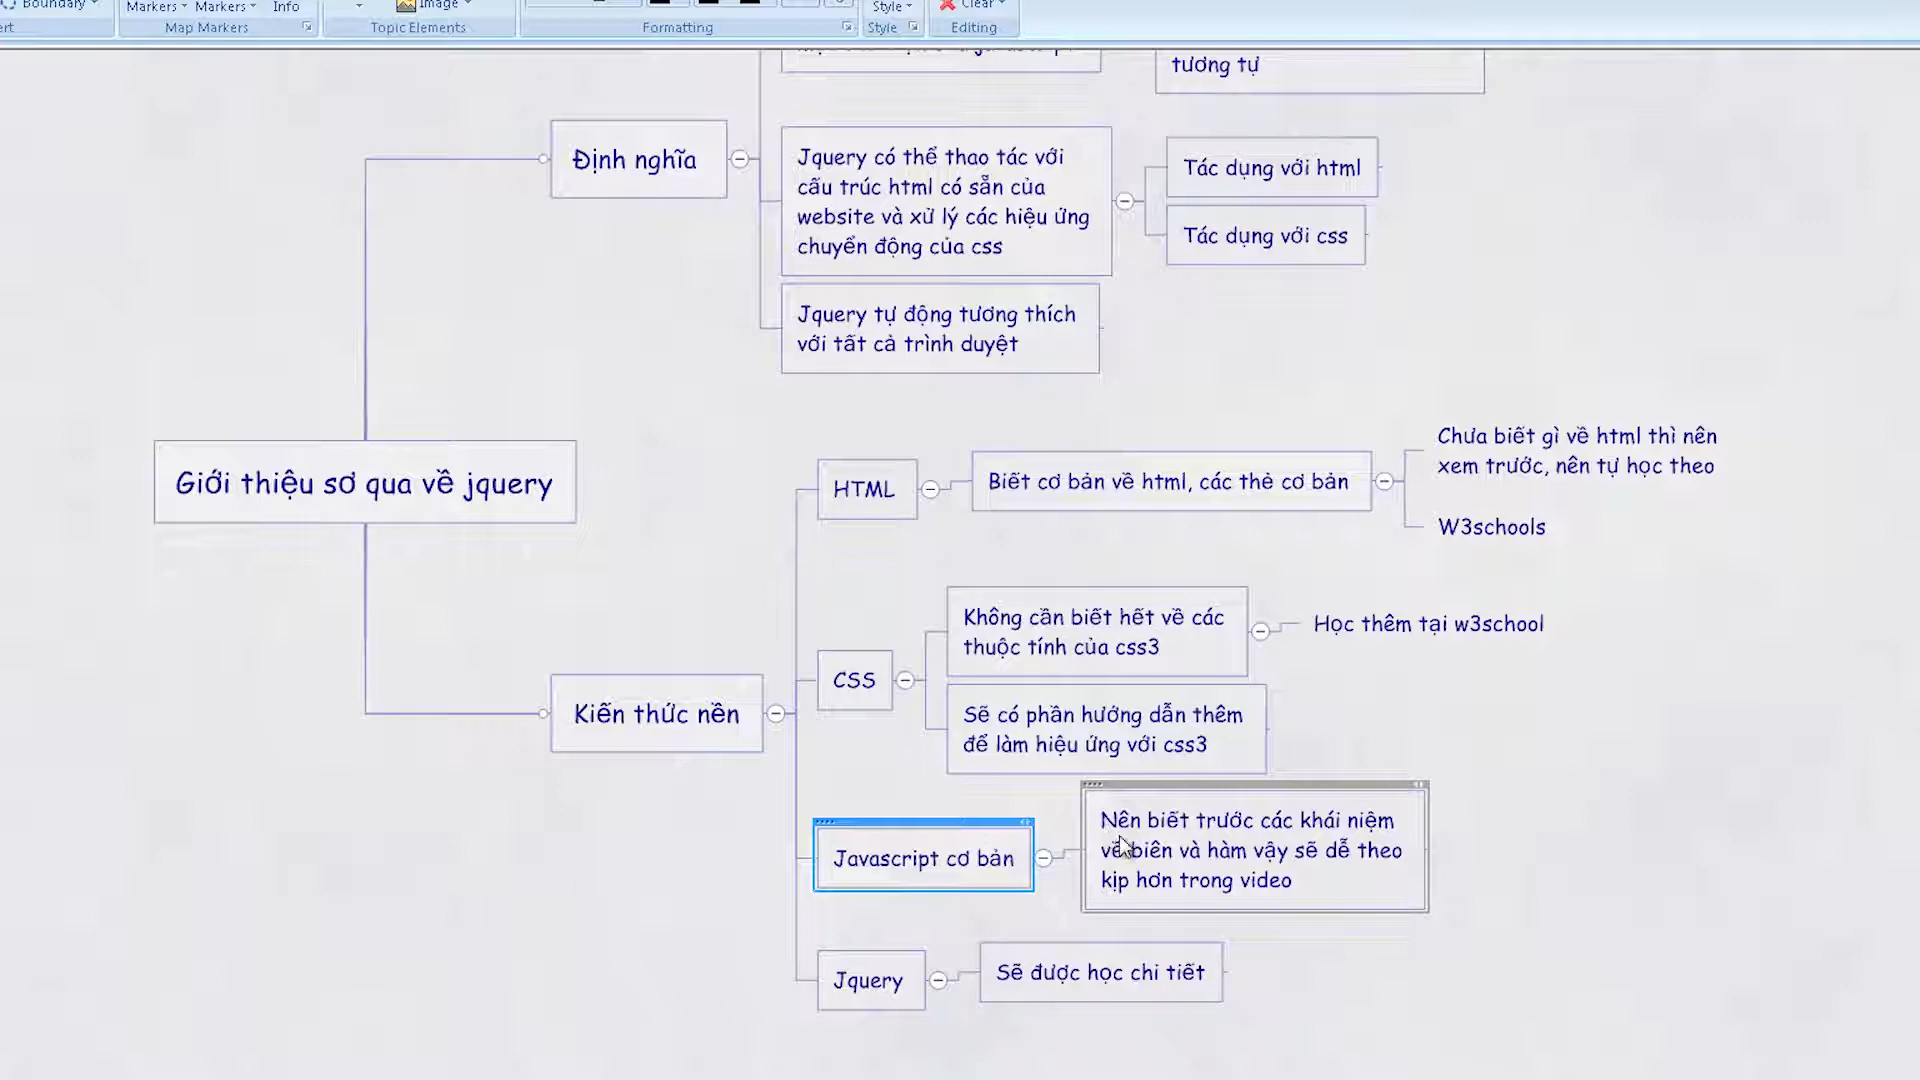 Boundary
Markers
Markers
Info
Image
Style
Clear
Map Markers
Topic Elements
Formatting
Style
Editing
tương tự
Định nghĩa
Jquery có thể thao tác với
cấu trúc html có sẵn của
website và xử lý các hiệu ứng
chuyển động của css
Tác dụng với html
Tác dụng với css
Jquery tự động tương thích
với tất cả trình duyệt
Giới thiệu sơ qua về jquery
Kiến thức nền
HTML
Biết cơ bản về html, các thẻ cơ bản
Chưa biết gì về html thì nên
xem trước, nên tự học theo
W3schools
CSS
Không cần biết hết về các
thuộc tính của css3
Học thêm tại w3school
Sẽ có phần hướng dẫn thêm
để làm hiệu ứng với css3
Javascript cơ bản
Nên biết trước các khái niệm
về biên và hàm vậy sẽ dễ theo
kịp hơn trong video
Jquery
Sẽ được học chi tiết